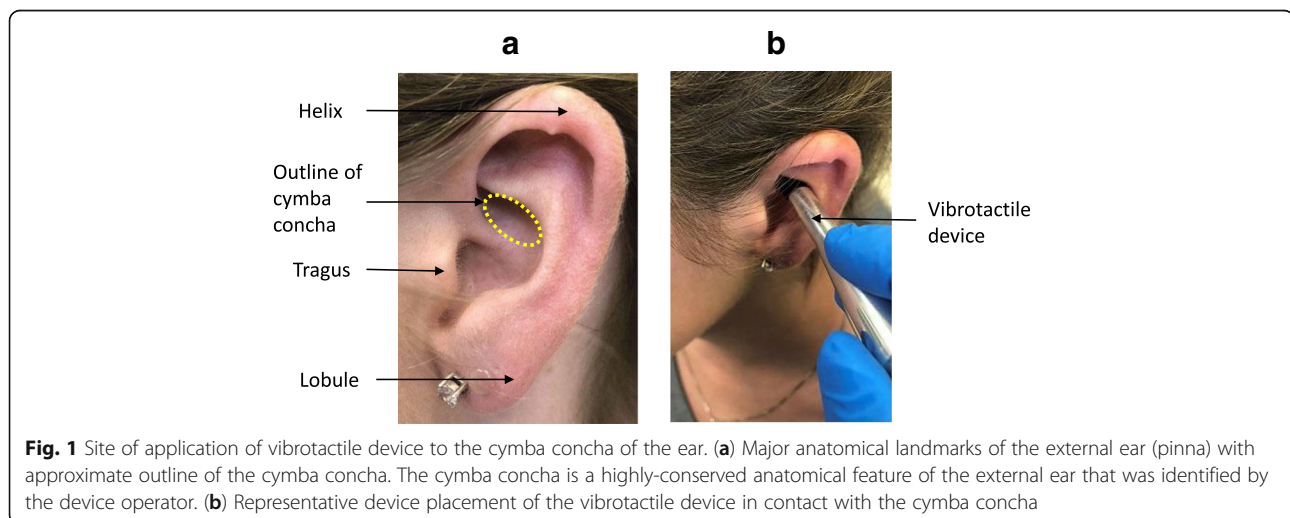 a
b
Helix
Outline of
cymba
concha
Tragus
Lobule
Vibrotactile
device
Fig. 1 Site of application of vibrotactile device to the cymba concha of the ear. (a) Major anatomical landmarks of the external ear (pinna) with
approximate outline of the cymba concha. The cymba concha is a highly-conserved anatomical feature of the external ear that was identified by
the device operator. (b) Representative device placement of the vibrotactile device in contact with the cymba concha